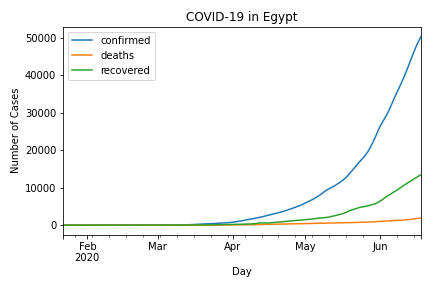 COVID-19 in Egypt
confirmed
deaths
recovered
Number of Cases
50000
40000
30000
20000
10000
0
Feb
2020
Mar
Apr
May
Jun
Day